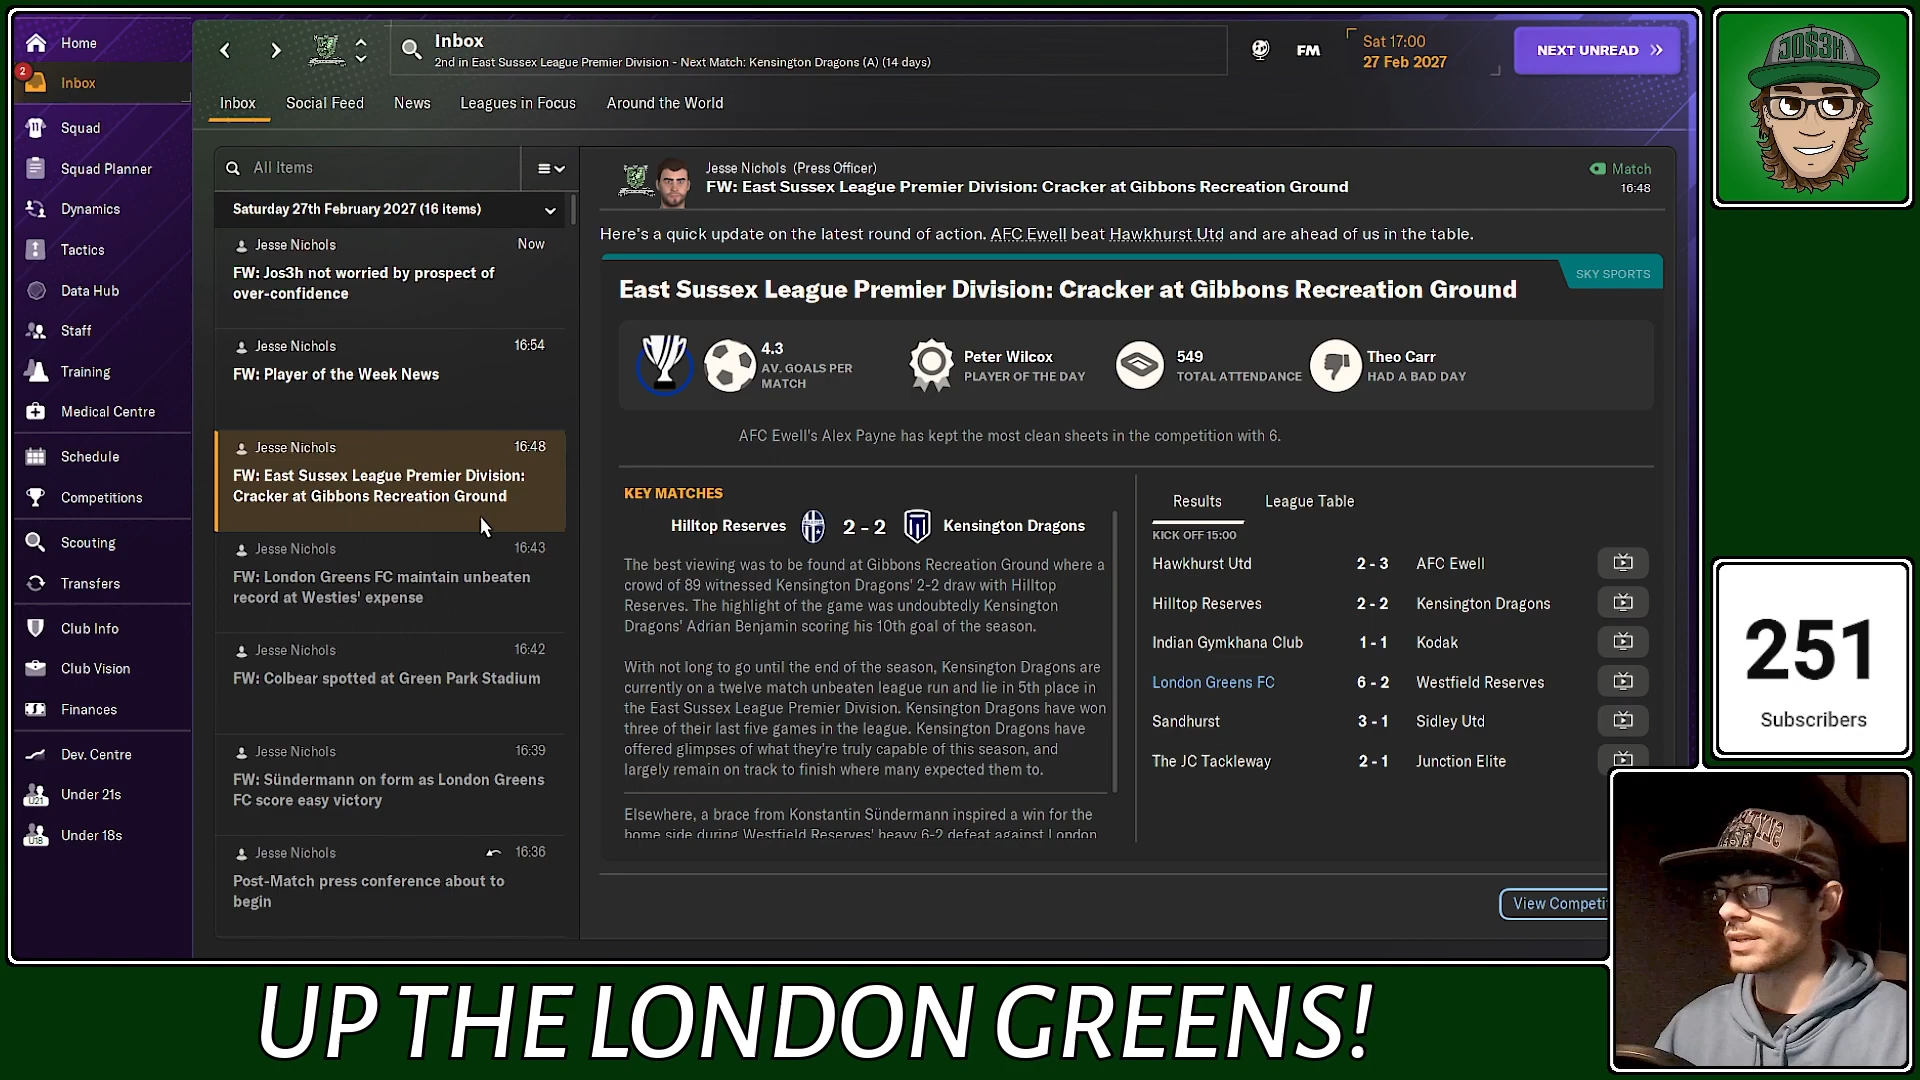 Home
2
Inbox
Squad
Squad Planner
Dynamics
Tactics
Data Hub
Staff
Training
Medical Centre
Schedule
Competitions
Scouting
Transfers
Club Info
Club Vision
Finances
Dev. Centre
U21
Under 21s
U18
Under 18s
Inbox
2nd in East Sussex League Premier Division - Next Match: Kensington Dragons (A) (14 days)
FM
Sat 17:00
27 Feb 2027
NEXT UNREAD
Inbox
Social Feed
News
Leagues in Focus
Around the World
All Items
Saturday 27th February 2027 (16 items)
Jesse Nichols
Now
FW: Jos3h not worried by prospect of
over-confidence
Jesse Nichols
16:54
FW: Player of the Week News
Jesse Nichols
16:48
FW: East Sussex League Premier Division:
Cracker at Gibbons Recreation Ground
Jesse Nichols
16:43
FW: London Greens FC maintain unbeaten
record at Westies' expense
Jesse Nichols
16:42
FW: Colbear spotted at Green Park Stadium
Jesse Nichols
16:39
FW: Sündermann on form as London Greens
FC score easy victory
Jesse Nichols
16:36
Post-Match press conference about to
begin
Jesse Nichols (Press Officer)
FW: East Sussex League Premier Division: Cracker at Gibbons Recreation Ground
Match
16:48
Here's a quick update on the latest round of action. AFC Ewell beat Hawkhurst Utd and are ahead of us in the table.
SKY SPORTS
East Sussex League Premier Division: Cracker at Gibbons Recreation Ground
4.3
AV. GOALS PER
MATCH
Peter Wilcox
PLAYER OF THE DAY
549
TOTAL ATTENDANCE
Theo Carr
HAD A BAD DAY
AFC Ewell's Alex Payne has kept the most clean sheets in the competition with 6.
KEY MATCHES
Hilltop Reserves 2 - 2 Kensington Dragons
The best viewing was to be found at Gibbons Recreation Ground where a
crowd of 89 witnessed Kensington Dragons' 2-2 draw with Hilltop
Reserves. The highlight of the game was undoubtedly Kensington
Dragons' Adrian Benjamin scoring his 10th goal of the season.
With not long to go until the end of the season, Kensington Dragons are
currently on a twelve match unbeaten league run and lie in 5th place in
the East Sussex League Premier Division. Kensington Dragons have won
three of their last five games in the league. Kensington Dragons have
offered glimpses of what they're truly capable of this season, and
largely remain on track to finish where many expected them to.
Elsewhere, a brace from Konstantin Sündermann inspired a win for the
home side during Westfield Reserves' heavy 6-2 defeat against London
Results
League Table
KICK OFF 15:00
Hawkhurst Utd 2 - 3 AFC Ewell
Hilltop Reserves 2 - 2 Kensington Dragons
Indian Gymkhana Club 1 - 1 Kodak
London Greens FC 6 - 2 Westfield Reserves
Sandhurst 3 - 1 Sidley Utd
The JC Tackleway 2 - 1 Junction Elite
View Competi
JOS3H
251
Subscribers
UP THE LONDON GREENS!